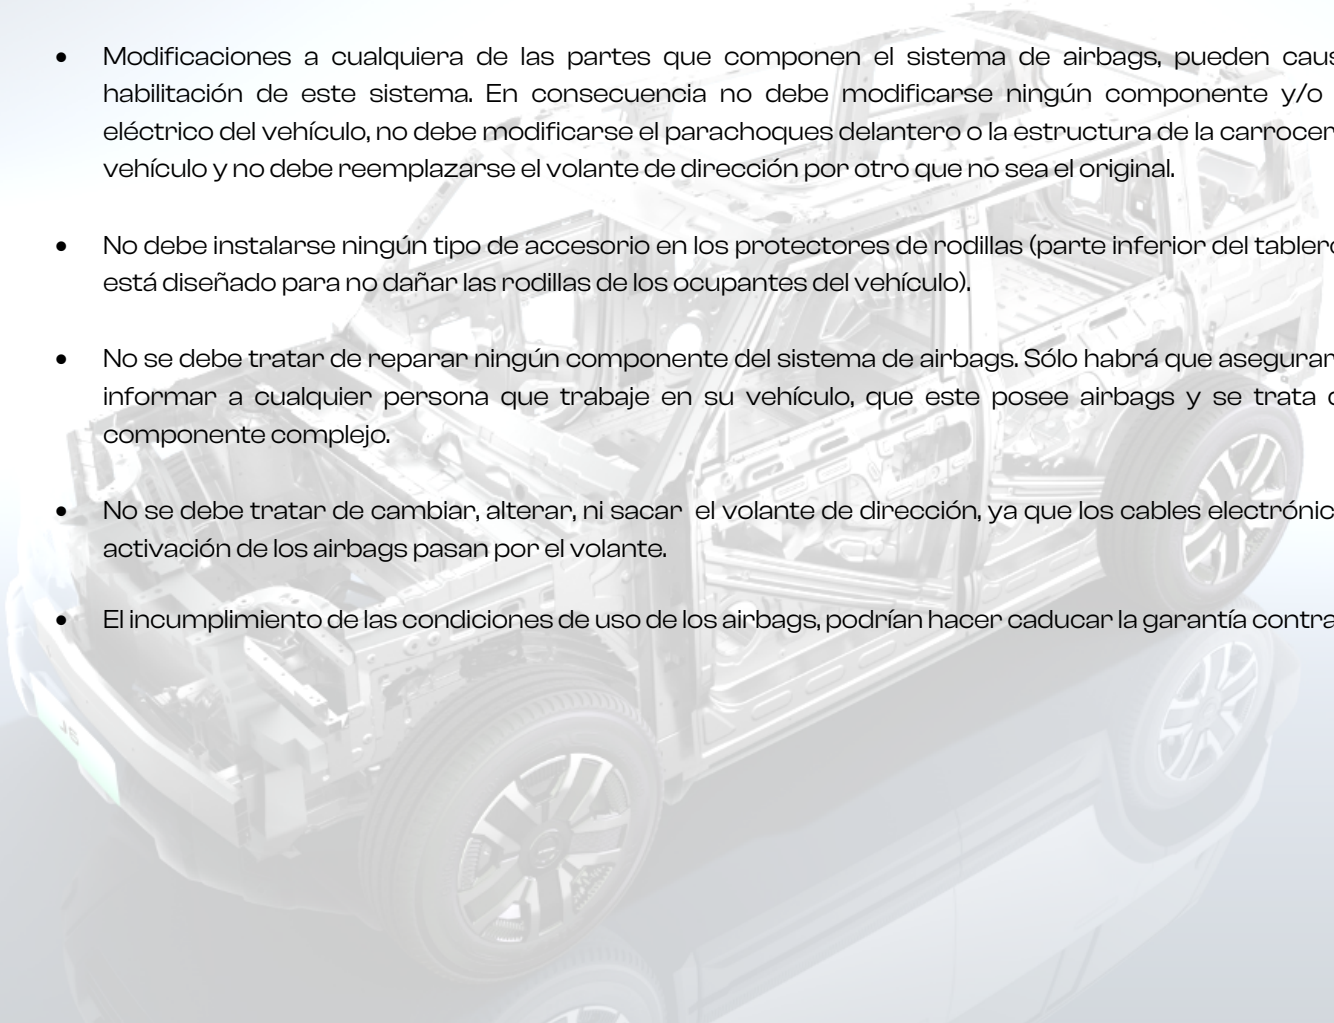 • Modificaciones a cualquiera de las partes que componen el sistema de airbags, pueden caus
habilitación de este sistema. En consecuencia no debe modificarse ningún componente y/o
eléctrico del vehículo, no debe modificarse el parachoques delantero o la estructura de la carrocer
vehículo y no debe reemplazarse el volante de dirección por otro que no sea el original.
• No debe instalarse ningún tipo de accesorio en los protectores de rodillas (parte inferior del tablero
está diseñado para no dañar las rodillas de los ocupantes del vehículo).
• No se debe tratar de reparar ningún componente del sistema de airbags. Sólo habrá que asegurar
informar a cualquier persona que trabaje en su vehículo, que este posee airbags y se trata d
componente complejo.
• No se debe tratar de cambiar, alterar, ni sacar el volante de dirección, ya que los cables electrónic
activación de los airbags pasan por el volante.
• El incumplimiento de las condiciones de uso de los airbags, podrían hacer caducar la garantía contra